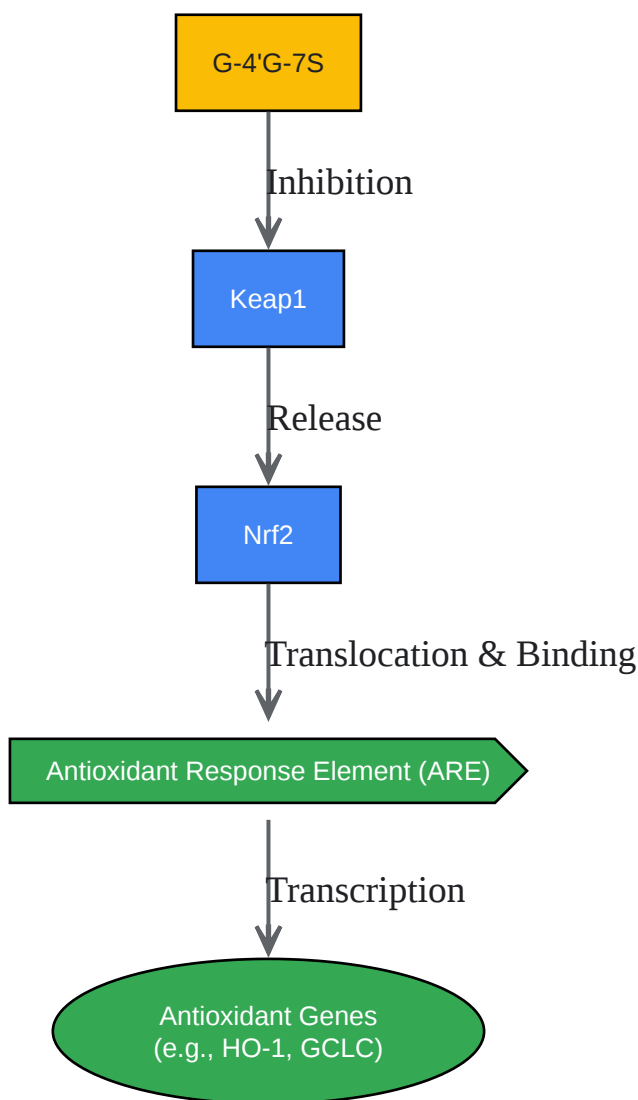 G-4'G-7S
Inhibition
Keap1
Release
Nrf2
Translocation & Binding
Antioxidant Response Element (ARE)
Transcription
Antioxidant Genes
(e.g., HO-1, GCLC)